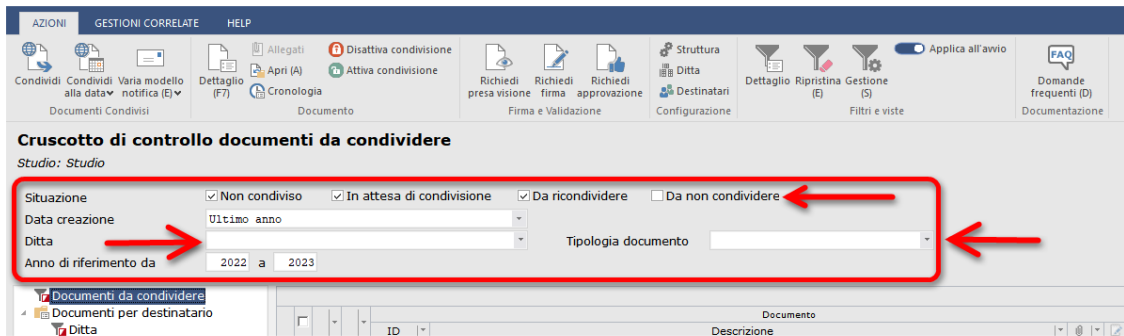 AZIONI GESTIONI CORRELATE HELP
Allegati Disattiva condivisione Struttura Applica all'avvio
Apri (A) Attiva condivisione Ditta
Condividi Condividi Varia modello Dettaglio Cronologia Richiedi Richiedi Richiedi Destinatari Dettaglio Ripristina Gestione Domande
alla data notifica (E) (F7) presa visione firma approvazione (E) (S) frequenti (D)
Documenti Condivisi Documento Firma e Validazione Configurazione Filtri e viste Documentazione
FAQ
Cruscotto di controllo documenti da condividere
Studio: Studio
Situazione Non condiviso In attesa di condivisione Da ricondividere Da non condividere
Data creazione Ultimo anno
Ditta Tipologia documento
Anno di riferimento da 2022 a 2023
Documenti da condividere
Documenti per destinatario Documento
Ditta ID Descrizione